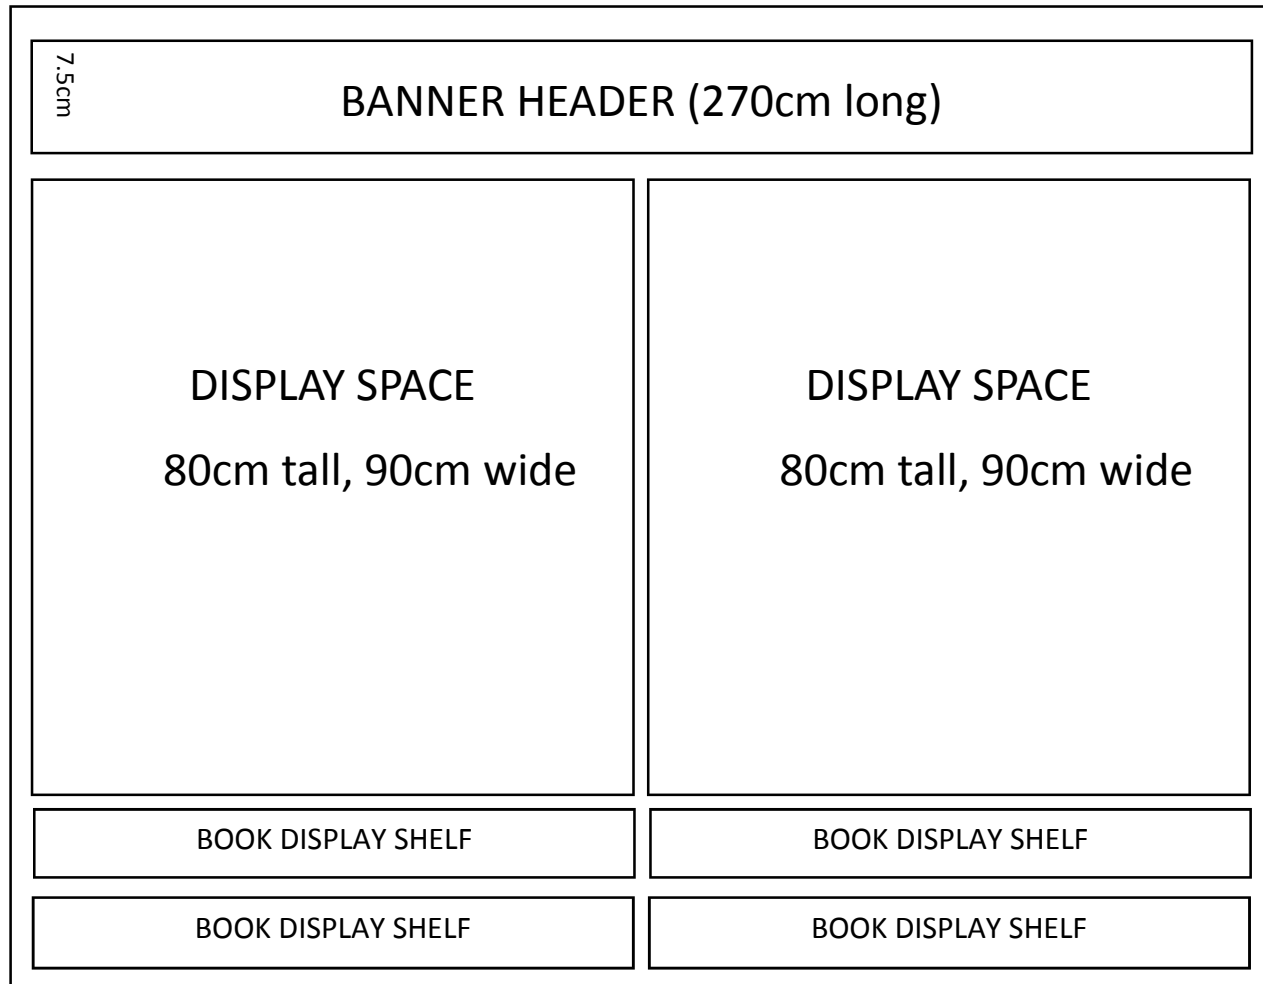 7.5cm
BANNER HEADER (270cm long)
DISPLAY SPACE
80cm tall, 90cm wide
DISPLAY SPACE
80cm tall, 90cm wide
BOOK DISPLAY SHELF
BOOK DISPLAY SHELF
BOOK DISPLAY SHELF
BOOK DISPLAY SHELF